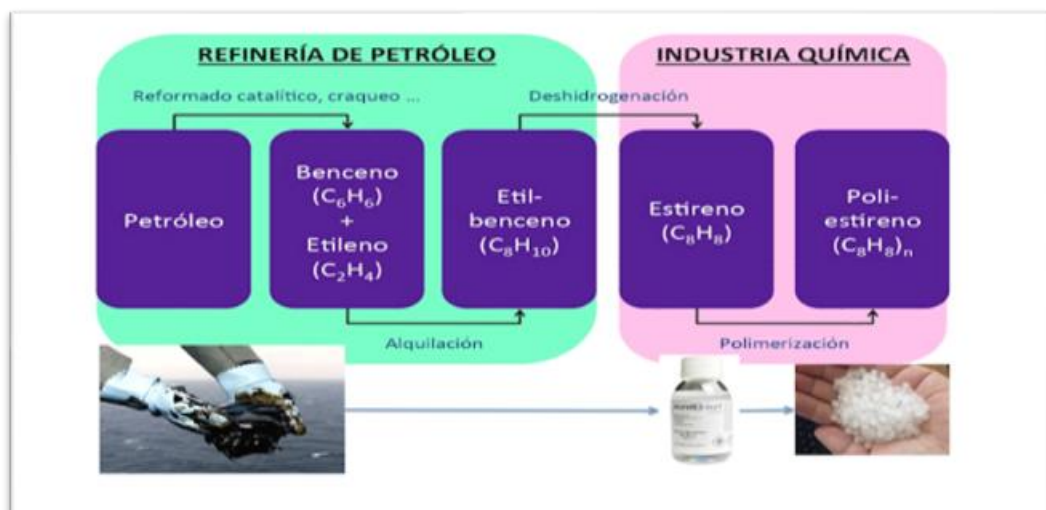 REFINERÍA DE PETRÓLEO
INDUSTRIA QUÍMICA
Reformado catalítico, craqueo ...
Deshidrogenación
Petróleo
Benceno
(C₆H₆)
+
Etileno
(C₂H₄)
Etil-
benceno
(C₈H₁₀)
Estireno
(C₈H₈)
Poli-
estireno
(C₈H₈)ₙ
Alquilación
Polimerización